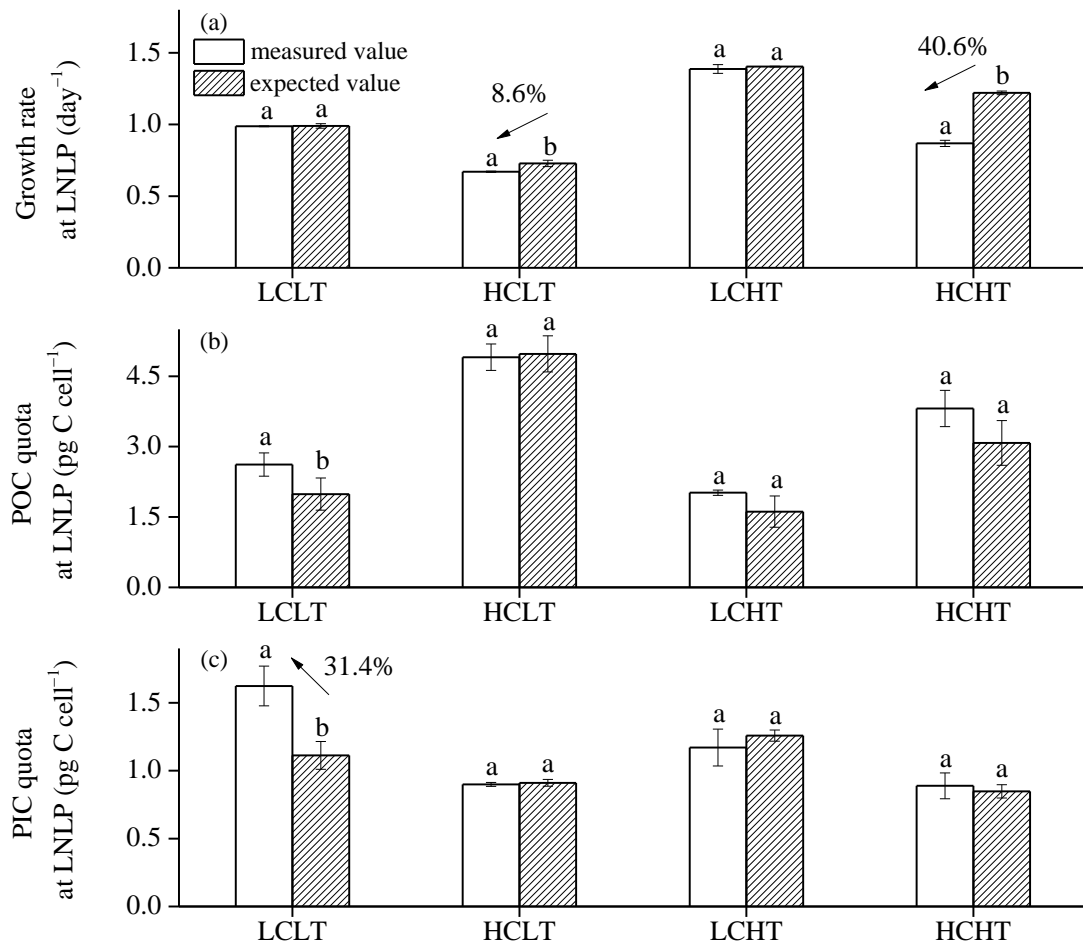 (a)
measured value
expected value
Growth rate
at LNLP (day⁻¹)
1.5
1.0
0.5
0.0
a a
8.6%
a b
a a
40.6%
a b
LCLT HCLT LCHT HCHT
(b)
POC quota
at LNLP (pg C cell⁻¹)
4.5
3.0
1.5
0.0
a b
a a
a a
a a
LCLT HCLT LCHT HCHT
(c)
PIC quota
at LNLP (pg C cell⁻¹)
1.5
1.0
0.5
0.0
a b
31.4%
a a
a a
a a
LCLT HCLT LCHT HCHT